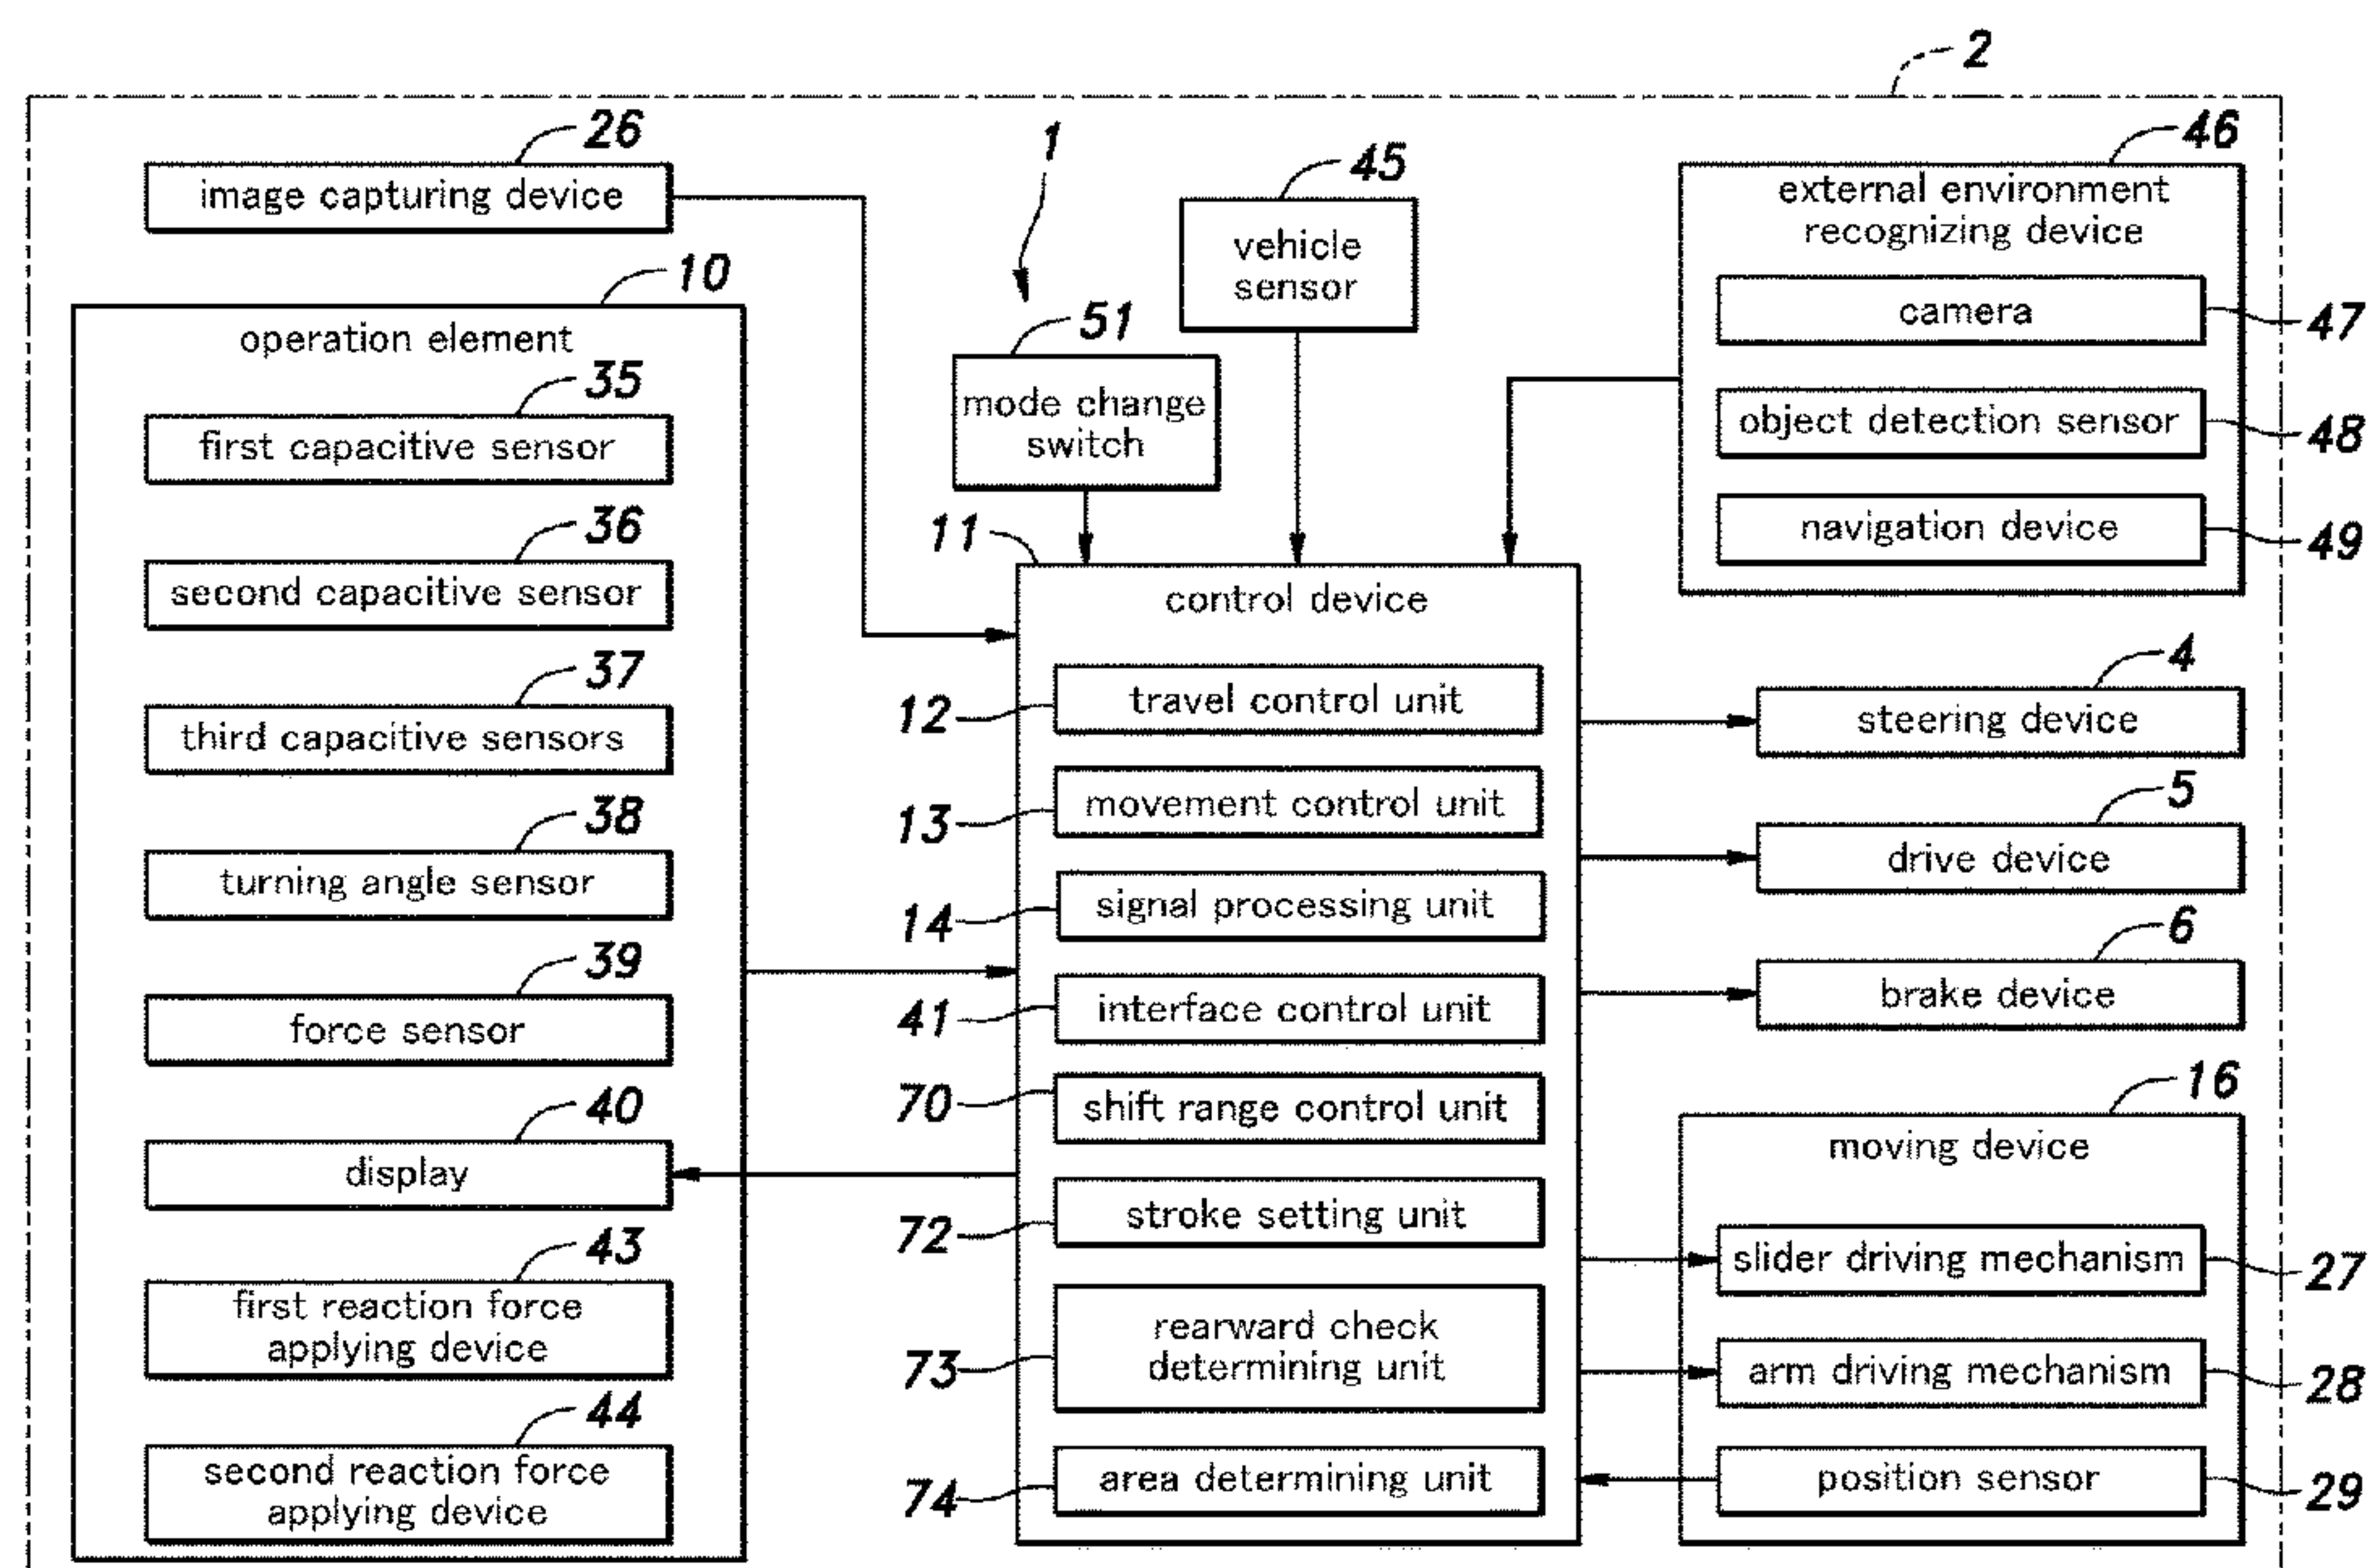 2
26
image capturing device
1
45
vehicle
sensor
46
external environment
recognizing device
camera
47
object detection sensor
48
navigation device
49
10
operation element
35
first capacitive sensor
36
second capacitive sensor
37
third capacitive sensors
38
turning angle sensor
39
force sensor
40
display
43
first reaction force
applying device
44
second reaction force
applying device
51
mode change
switch
11
control device
12
travel control unit
13
movement control unit
14
signal processing unit
41
interface control unit
70
shift range control unit
72
stroke setting unit
73
rearward check
determining unit
74
area determining unit
4
steering device
5
drive device
6
brake device
16
moving device
slider driving mechanism
27
arm driving mechanism
28
position sensor
29